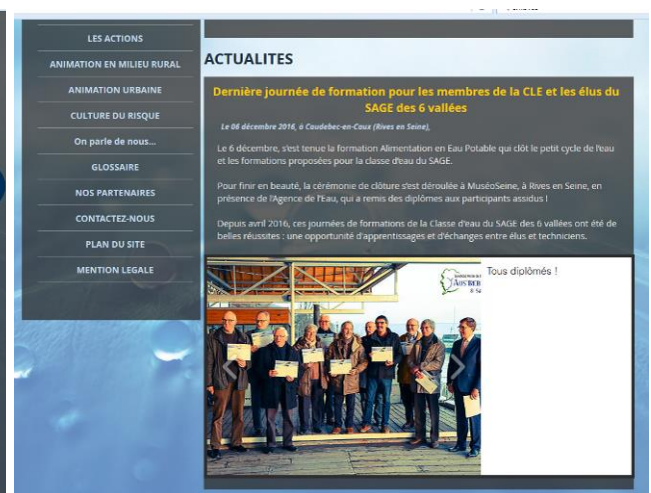 LES ACTIONS
ANIMATION EN MILIEU RURAL
ANIMATION URBAINE
CULTURE DU RISQUE
On parle de nous...
GLOSSAIRE
NOS PARTENAIRES
CONTACTEZ-NOUS
PLAN DU SITE
MENTION LEGALE
ACTUALITES
Dernière journée de formation pour les membres de la CLE et les élus du
SAGE des 6 vallées
Le 06 décembre 2016, à Caudebec-en-Caux (Rives en Seine),
Le 6 décembre, s'est tenue la formation Alimentation en Eau Potable qui clôt le petit cycle de l'eau
et les formations proposées pour la classe d'eau du SAGE.
Pour finir en beauté, la cérémonie de clôture s'est déroulée à MuséoSeine, à Rives en Seine, en
présence de l'Agence de l'Eau, qui a remis des diplômes aux participants assidus !
Depuis avril 2016, ces journées de formations de la Classe d'eau du SAGE des 6 vallées ont été de
belles réussites : une opportunité d'apprentissages et d'échanges entre élus et techniciens.
Tous diplômés !